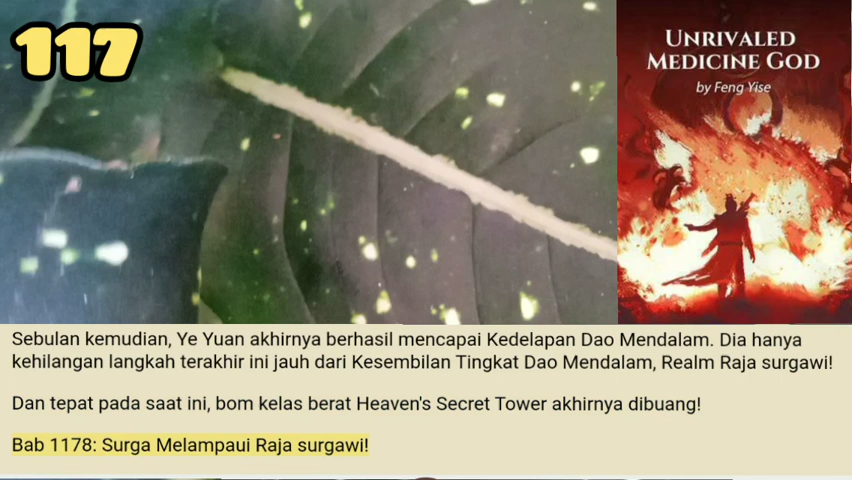 117
UNRIVALED
MEDICINE GOD
by Feng Yise
Sebulan kemudian, Ye Yuan akhirnya berhasil mencapai Kedelapan Dao Mendalam. Dia hanya
kehilangan langkah terakhir ini jauh dari Kesembilan Tingkat Dao Mendalam, Realm Raja surgawi!
Dan tepat pada saat ini, bom kelas berat Heaven's Secret Tower akhirnya dibuang!
Bab 1178: Surga Melampaui Raja surgawi!